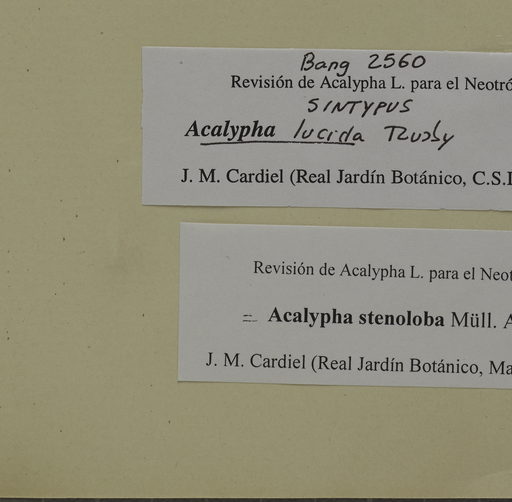 Bang 2560
Revisión de Acalypha L. para el Neotró
SINTYPUS
Acalypha lucida Rusby
J. M. Cardiel (Real Jardín Botánico, C.S.I
Revisión de Acalypha L. para el Neot
= Acalypha stenoloba Müll. A
J. M. Cardiel (Real Jardín Botánico, Ma